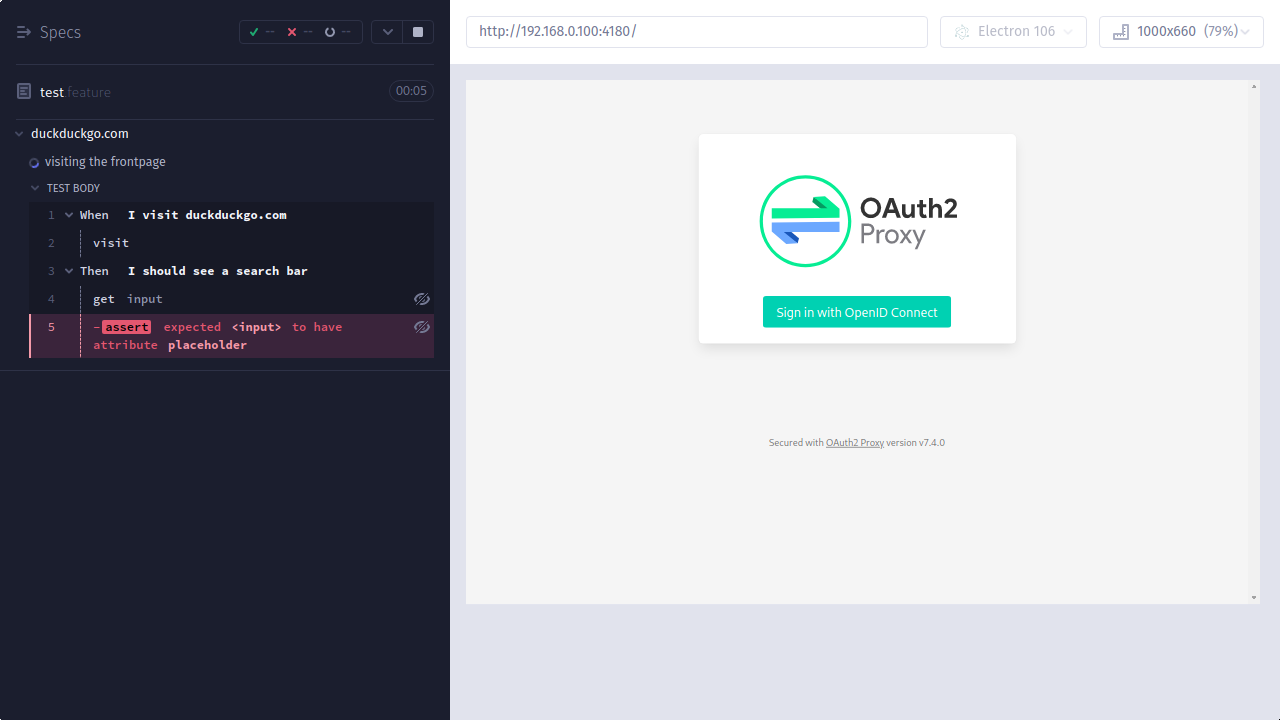 Specs
-- -- --
http://192.168.0.100:4180/
Electron 106
1000x660 (79%)
test.feature
00:05
duckduckgo.com
visiting the frontpage
TEST BODY
1 When I visit duckduckgo.com
2 visit
3 Then I should see a search bar
4 get input
5 -assert expected <input> to have
attribute placeholder
OAuth2
Proxy
Sign in with OpenID Connect
Secured with OAuth2 Proxy version v7.4.0